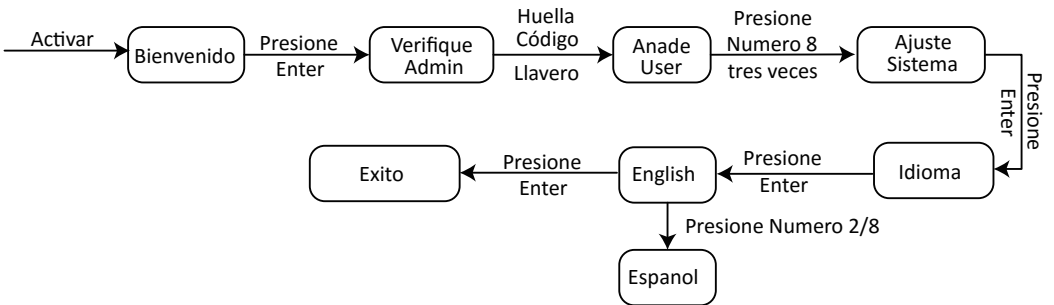 Activar
Bienvenido
Presione
Enter
Verifique
Admin
Huella
Código
Llavero
Anade
User
Presione
Numero 8
tres veces
Ajuste
Sistema
Presione
Enter
Idioma
Presione
Enter
English
Presione
Enter
Exito
Presione Numero 2/8
Espanol